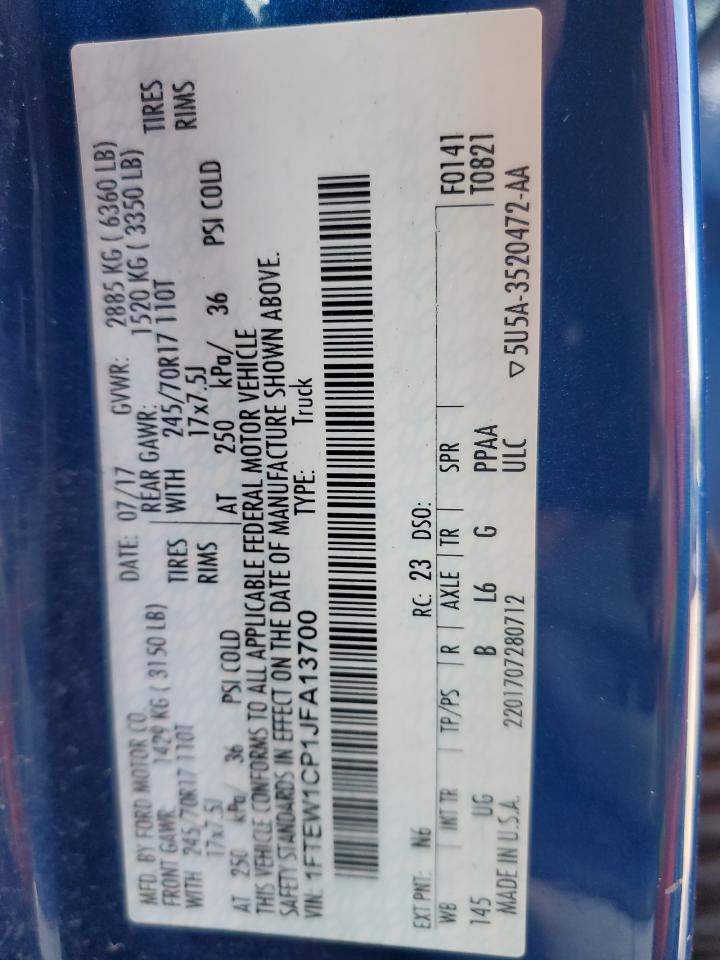 MFD. BY FORD MOTOR CO. DATE: 07/17 GVWR: 2885 KG ( 6360 LB)
FRONT GAWR: 1429 KG ( 3150 LB) REAR GAWR: 1520 KG ( 3350 LB)
WITH 245/70R17 110T TIRES WITH 245/70R17 110T TIRES
17x7.5J RIMS 17x7.5J RIMS
AT 250 kPa/ 36 PSI COLD AT 250 kPa/ 36 PSI COLD
THIS VEHICLE CONFORMS TO ALL APPLICABLE FEDERAL MOTOR VEHICLE
SAFETY STANDARDS IN EFFECT ON THE DATE OF MANUFACTURE SHOWN ABOVE.
VIN: 1FTEW1CP1JFA13700 TYPE: Truck
EXT PNT: N6 RC: 23 DSO: F0141
WB INT TR TP/PS R AXLE TR SPR T0821
145 UG B L6 G PPAA
MADE IN U.S.A. 2201707280712 ULC ▽5U5A-3520472-AA